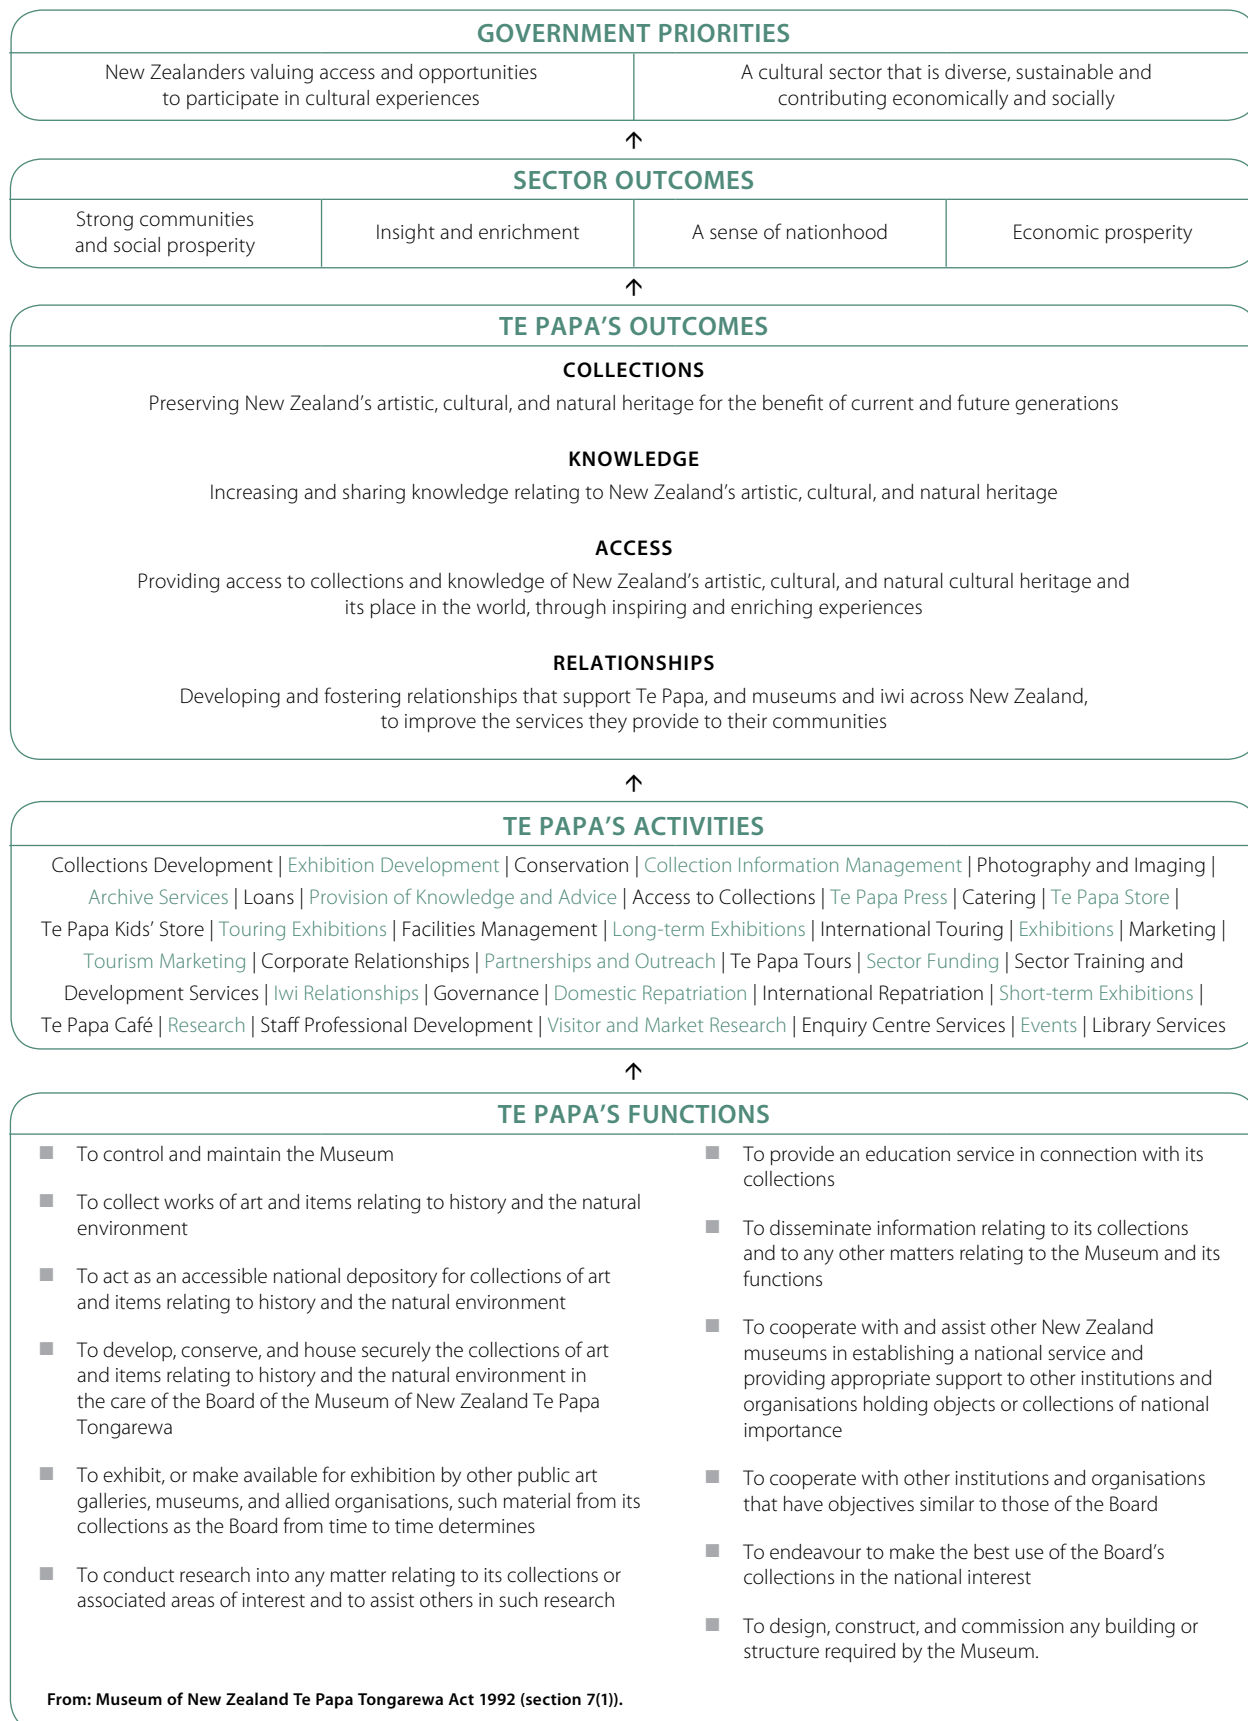 GOVERNMENT PRIORITIES
New Zealanders valuing access and opportunities
to participate in cultural experiences
A cultural sector that is diverse, sustainable and
contributing economically and socially
↑
SECTOR OUTCOMES
Strong communities
and social prosperity
Insight and enrichment
A sense of nationhood
Economic prosperity
↑
TE PAPA'S OUTCOMES
COLLECTIONS
Preserving New Zealand's artistic, cultural, and natural heritage for the benefit of current and future generations
KNOWLEDGE
Increasing and sharing knowledge relating to New Zealand's artistic, cultural, and natural heritage
ACCESS
Providing access to collections and knowledge of New Zealand's artistic, cultural, and natural cultural heritage and
its place in the world, through inspiring and enriching experiences
RELATIONSHIPS
Developing and fostering relationships that support Te Papa, and museums and iwi across New Zealand,
to improve the services they provide to their communities
↑
TE PAPA'S ACTIVITIES
Collections Development | Exhibition Development | Conservation | Collection Information Management | Photography and Imaging |
Archive Services | Loans | Provision of Knowledge and Advice | Access to Collections | Te Papa Press | Catering | Te Papa Store |
Te Papa Kids' Store | Touring Exhibitions | Facilities Management | Long-term Exhibitions | International Touring | Exhibitions | Marketing |
Tourism Marketing | Corporate Relationships | Partnerships and Outreach | Te Papa Tours | Sector Funding | Sector Training and
Development Services | Iwi Relationships | Governance | Domestic Repatriation | International Repatriation | Short-term Exhibitions |
Te Papa Café | Research | Staff Professional Development | Visitor and Market Research | Enquiry Centre Services | Events | Library Services
↑
TE PAPA'S FUNCTIONS
■ To control and maintain the Museum
■ To collect works of art and items relating to history and the natural
environment
■ To act as an accessible national depository for collections of art
and items relating to history and the natural environment
■ To develop, conserve, and house securely the collections of art
and items relating to history and the natural environment in
the care of the Board of the Museum of New Zealand Te Papa
Tongarewa
■ To exhibit, or make available for exhibition by other public art
galleries, museums, and allied organisations, such material from its
collections as the Board from time to time determines
■ To conduct research into any matter relating to its collections or
associated areas of interest and to assist others in such research
■ To provide an education service in connection with its
collections
■ To disseminate information relating to its collections
and to any other matters relating to the Museum and its
functions
■ To cooperate with and assist other New Zealand
museums in establishing a national service and
providing appropriate support to other institutions and
organisations holding objects or collections of national
importance
■ To cooperate with other institutions and organisations
that have objectives similar to those of the Board
■ To endeavour to make the best use of the Board's
collections in the national interest
■ To design, construct, and commission any building or
structure required by the Museum.
From: Museum of New Zealand Te Papa Tongarewa Act 1992 (section 7(1)).